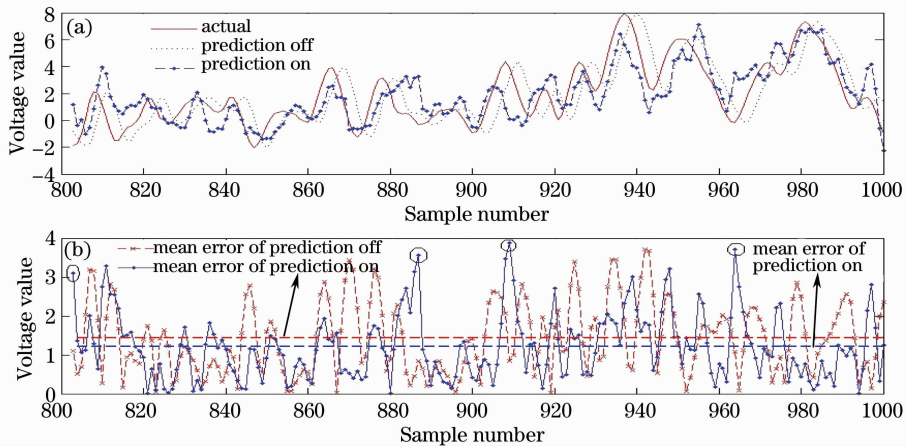 (a)
actual
prediction off
prediction on
Voltage value
8
6
4
2
0
−2
−4
800 820 840 860 880 900 920 940 960 980 1000
Sample number
(b)
mean error of prediction off
mean error of prediction on
mean error of
prediction on
Voltage value
4
3
2
1
0
800 820 840 860 880 900 920 940 960 980 1000
Sample number